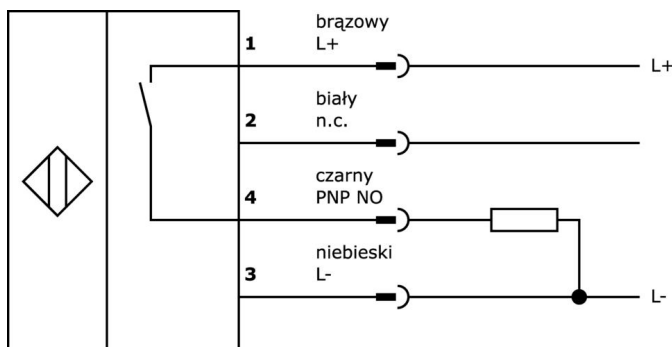 brązowy
1 L+ L+
biały
2 n.c.
czarny
4 PNP NO
niebieski
3 L- L-